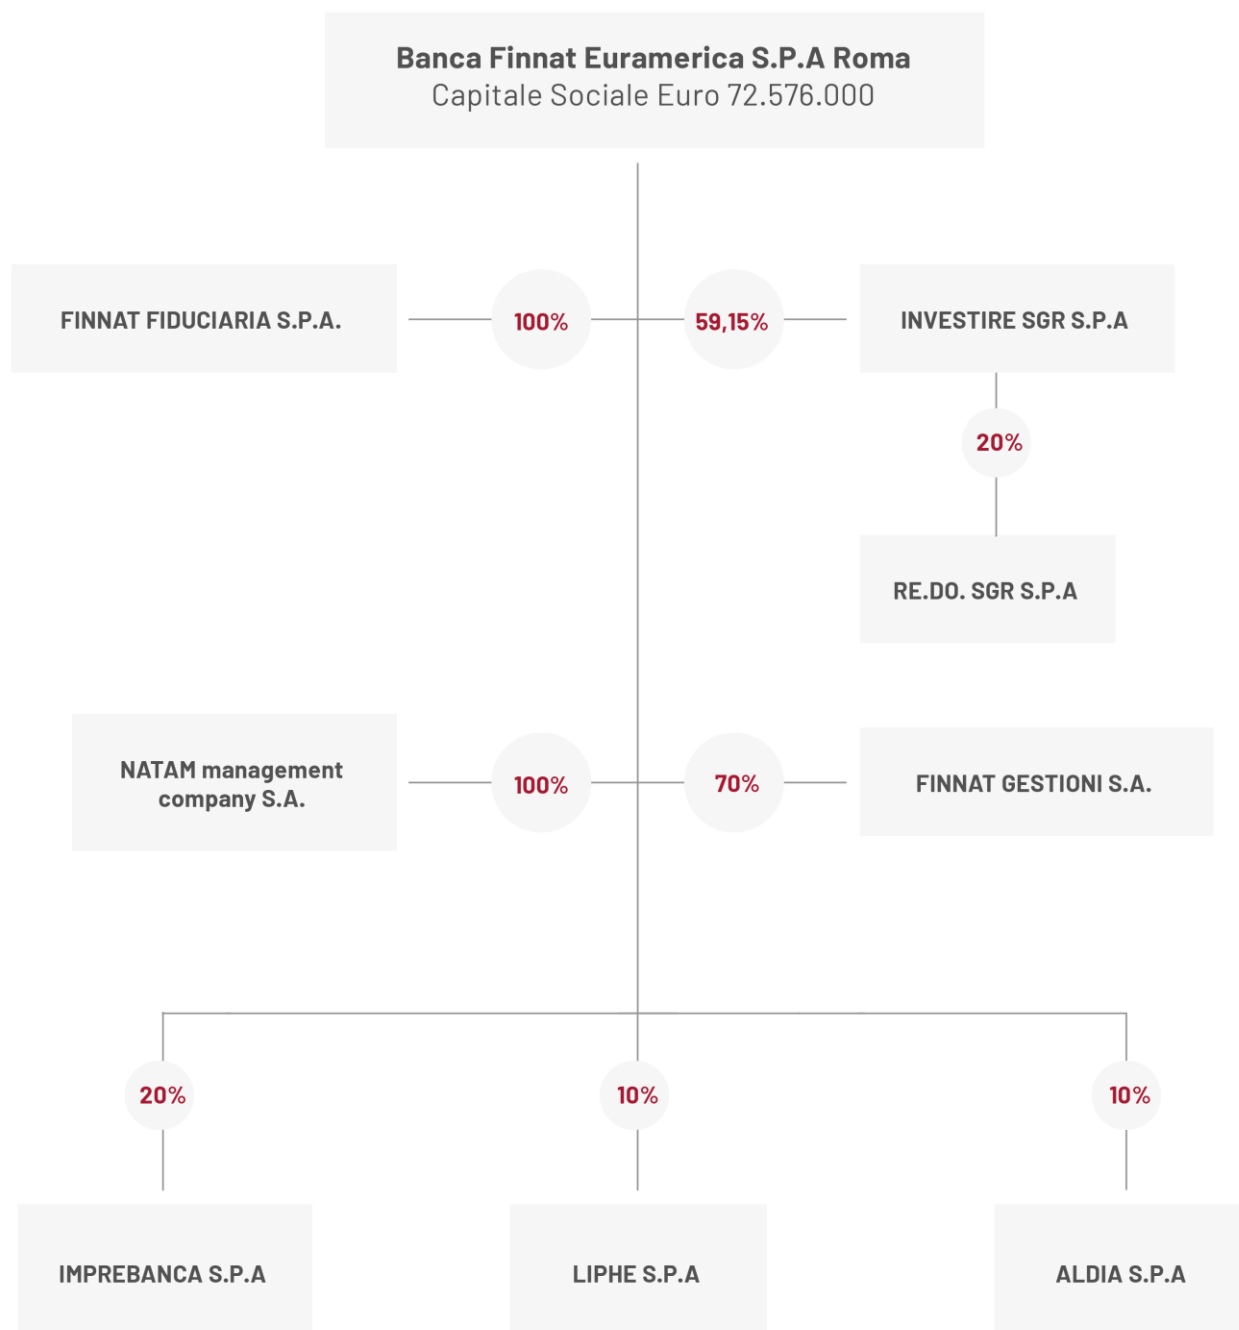 Banca Finnat Euramerica S.P.A Roma
Capitale Sociale Euro 72.576.000
FINNAT FIDUCIARIA S.P.A.
100%
59,15%
INVESTIRE SGR S.P.A
20%
RE.DO. SGR S.P.A
NATAM management
company S.A.
100%
70%
FINNAT GESTIONI S.A.
20%
10%
10%
IMPREBANCA S.P.A
LIPHE S.P.A
ALDIA S.P.A